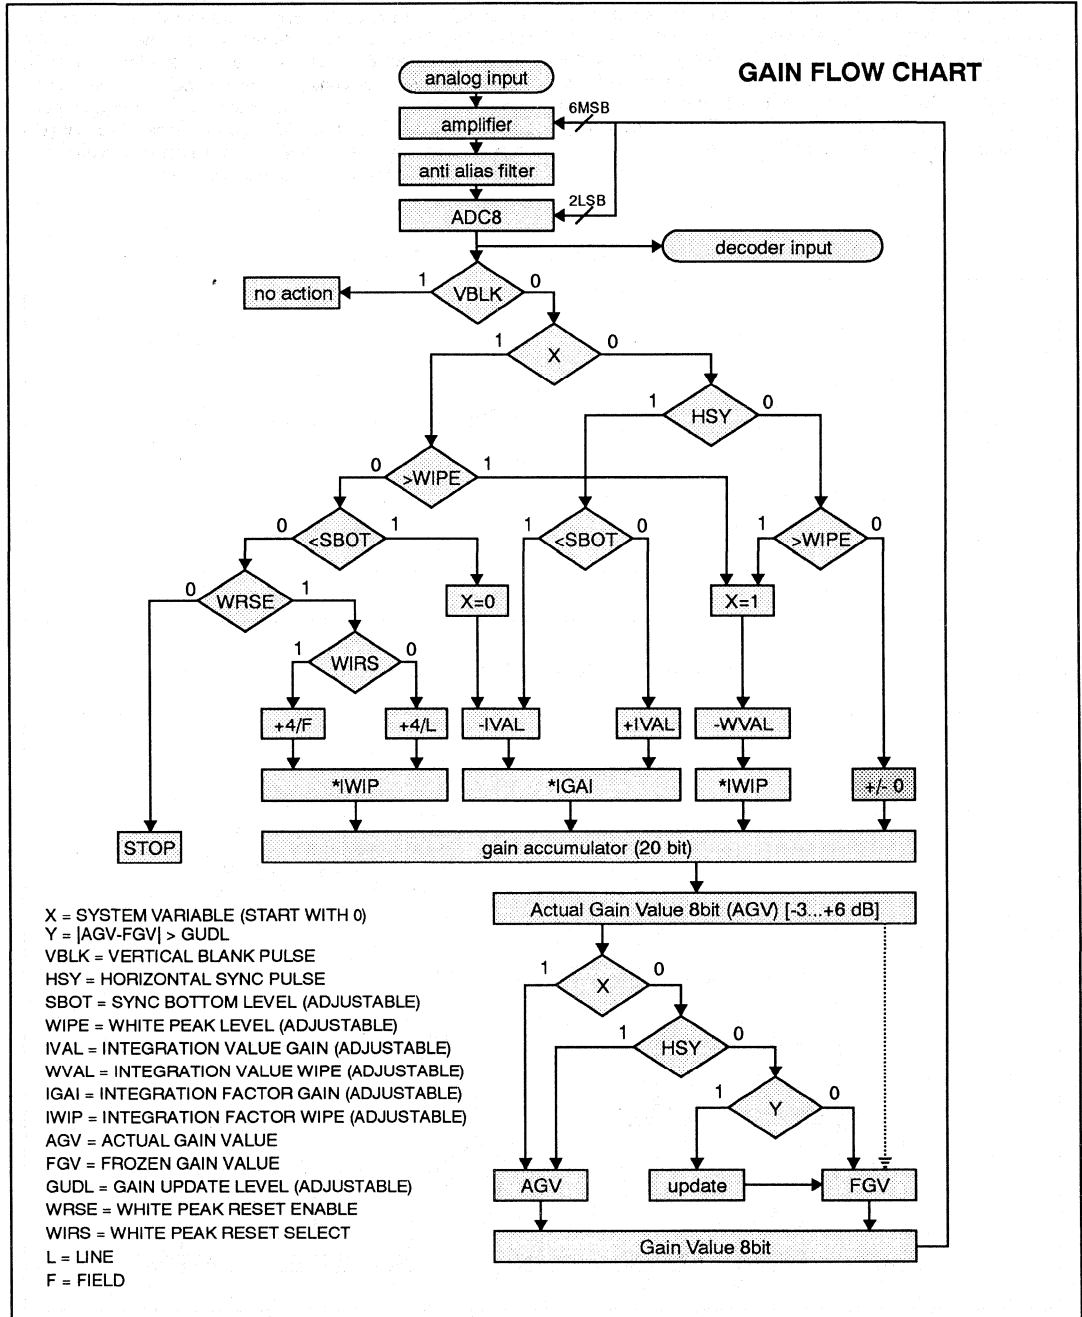 GAIN FLOW CHART
analog input
6MSB
amplifier
anti alias filter
2LSB
ADC8
decoder input
1 VBLK 0
no action
1 X 0
1 HSY 0
0 >WIPE 1
0 <SBOT 1
1 <SBOT 0
1 >WIPE 0
0 WRSE 1
X=0
X=1
1 WIRS 0
+4/F
+4/L
-IVAL
+IVAL
-WVAL
*IWIP
*IGAI
*IWIP
+/- 0
STOP
gain accumulator (20 bit)
Actual Gain Value 8bit (AGV) [-3...+6 dB]
1 X 0
1 HSY 0
1 Y 0
AGV
update
FGV
Gain Value 8bit
X = SYSTEM VARIABLE (START WITH 0)
Y = |AGV-FGV| > GUDL
VBLK = VERTICAL BLANK PULSE
HSY = HORIZONTAL SYNC PULSE
SBOT = SYNC BOTTOM LEVEL (ADJUSTABLE)
WIPE = WHITE PEAK LEVEL (ADJUSTABLE)
IVAL = INTEGRATION VALUE GAIN (ADJUSTABLE)
WVAL = INTEGRATION VALUE WIPE (ADJUSTABLE)
IGAI = INTEGRATION FACTOR GAIN (ADJUSTABLE)
IWIP = INTEGRATION FACTOR WIPE (ADJUSTABLE)
AGV = ACTUAL GAIN VALUE
FGV = FROZEN GAIN VALUE
GUDL = GAIN UPDATE LEVEL (ADJUSTABLE)
WRSE = WHITE PEAK RESET ENABLE
WIRS = WHITE PEAK RESET SELECT
L = LINE
F = FIELD